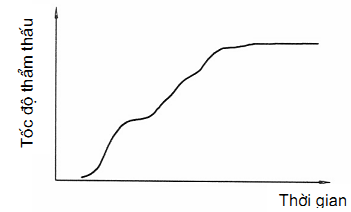 Tốc độ thẩm thấu
Thời gian